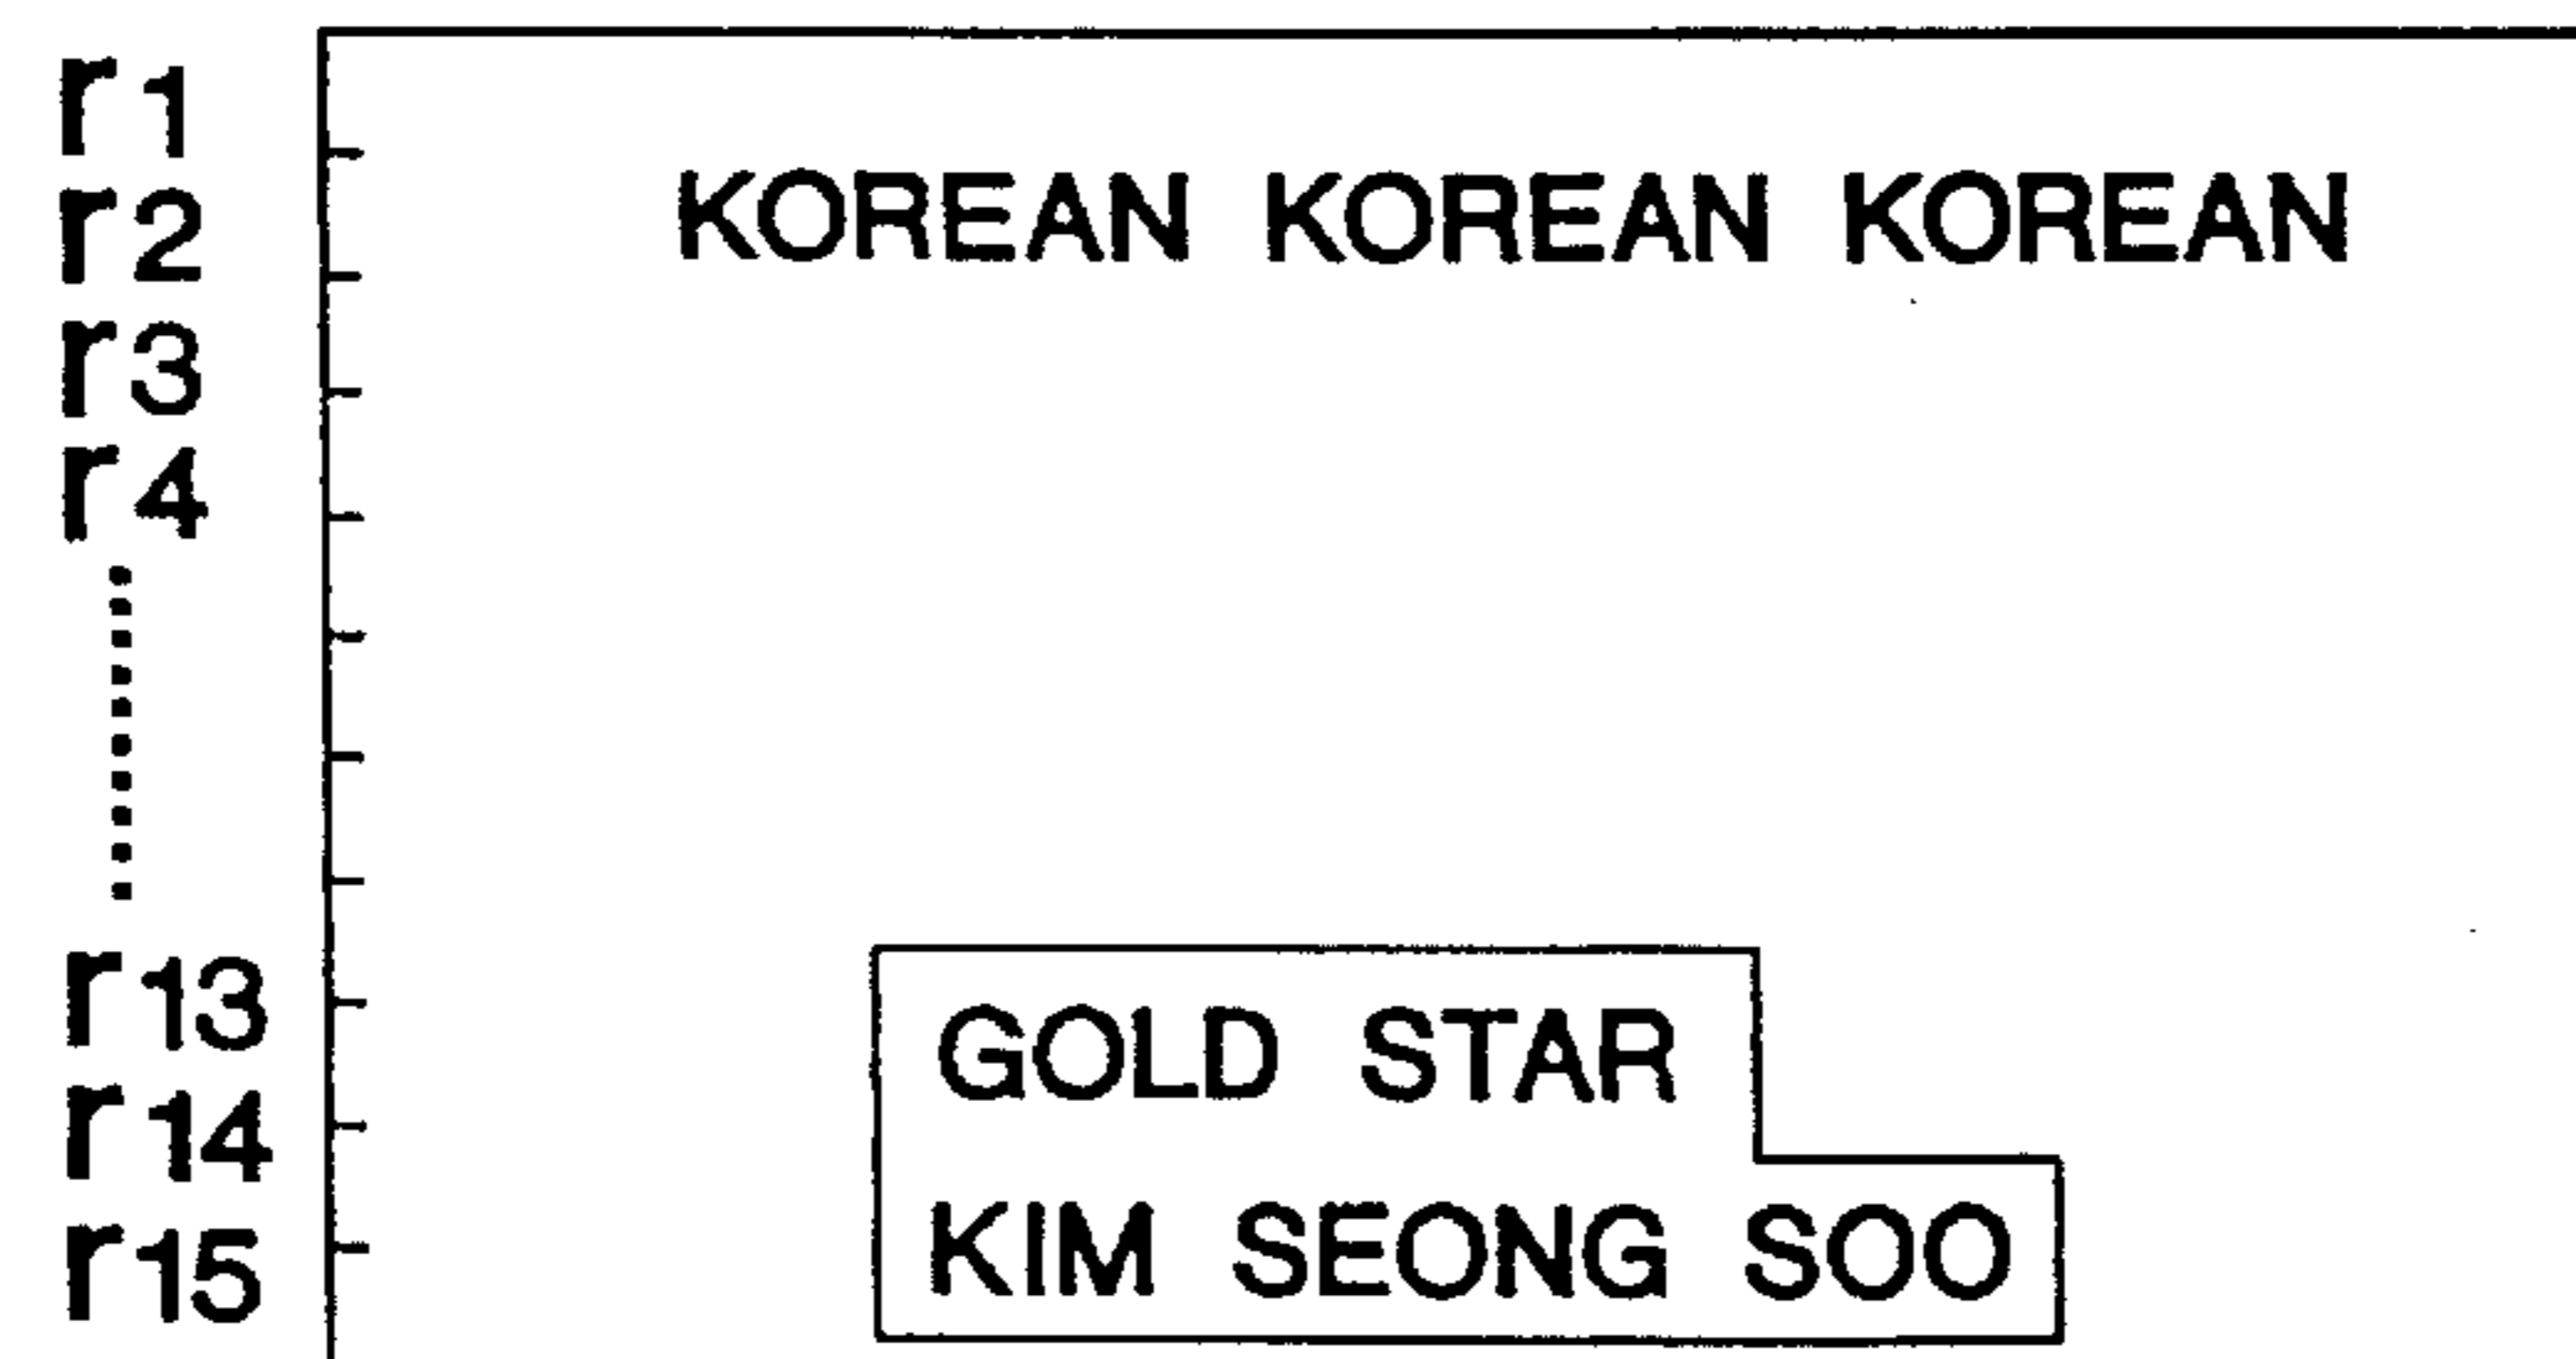 r1
r2 KOREAN KOREAN KOREAN
r3
r4
r13
GOLD STAR
r14
KIM SEONG SOO
r15